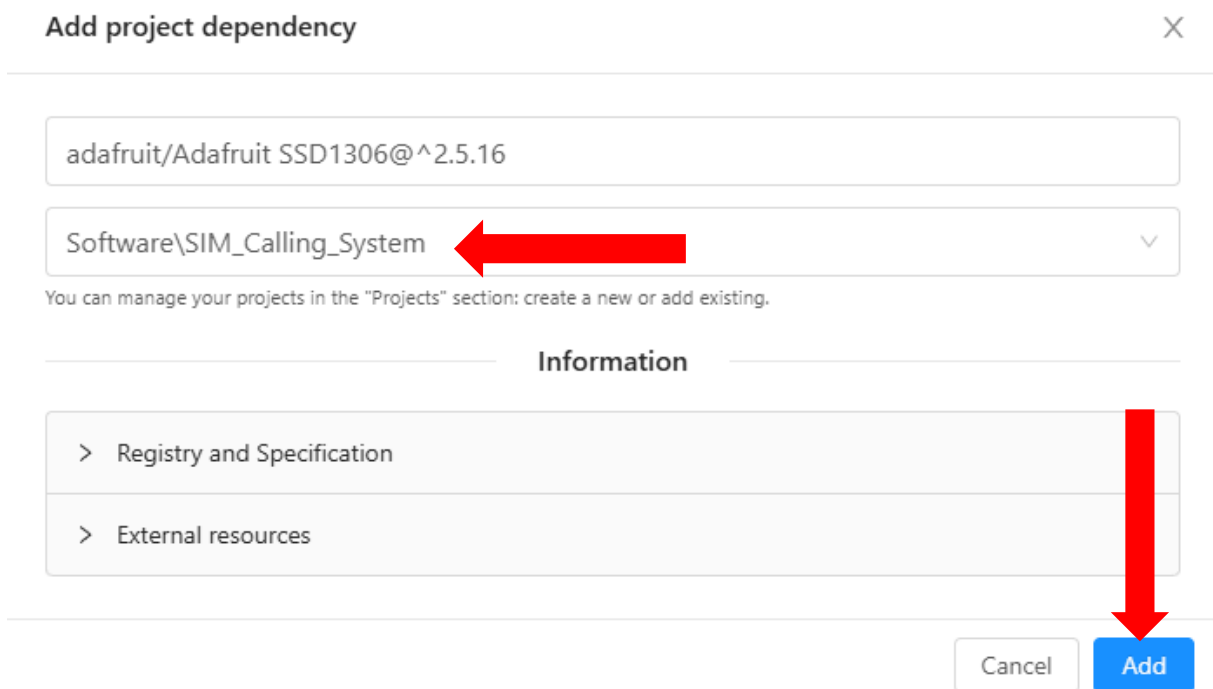 Add project dependency
adafruit/Adafruit SSD1306@^2.5.16
Software\SIM_Calling_System
You can manage your projects in the "Projects" section: create a new or add existing.
Information
Registry and Specification
External resources
Cancel Add